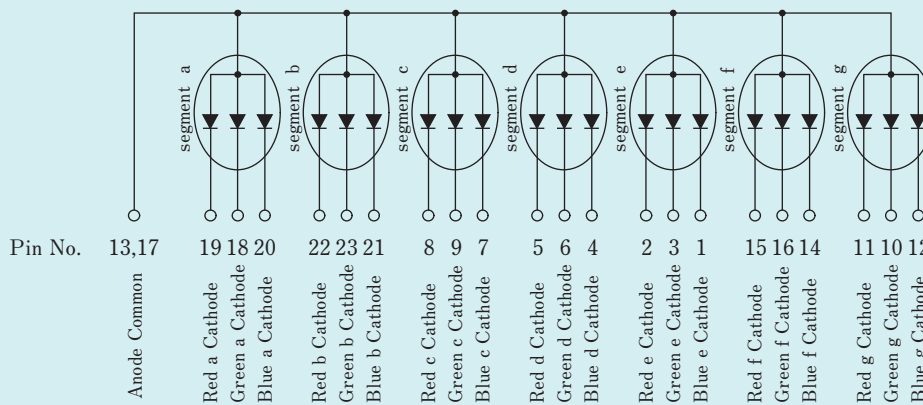 segment a
segment b
segment c
segment d
segment e
segment f
segment g
Pin No. 13,17 19 18 20 22 23 21 8 9 7 5 6 4 2 3 1 15 16 14 11 10 12
Anode Common
Red a Cathode
Green a Cathode
Blue a Cathode
Red b Cathode
Green b Cathode
Blue b Cathode
Red c Cathode
Green c Cathode
Blue c Cathode
Red d Cathode
Green d Cathode
Blue d Cathode
Red e Cathode
Green e Cathode
Blue e Cathode
Red f Cathode
Green f Cathode
Blue f Cathode
Red g Cathode
Green g Cathode
Blue g Cathode